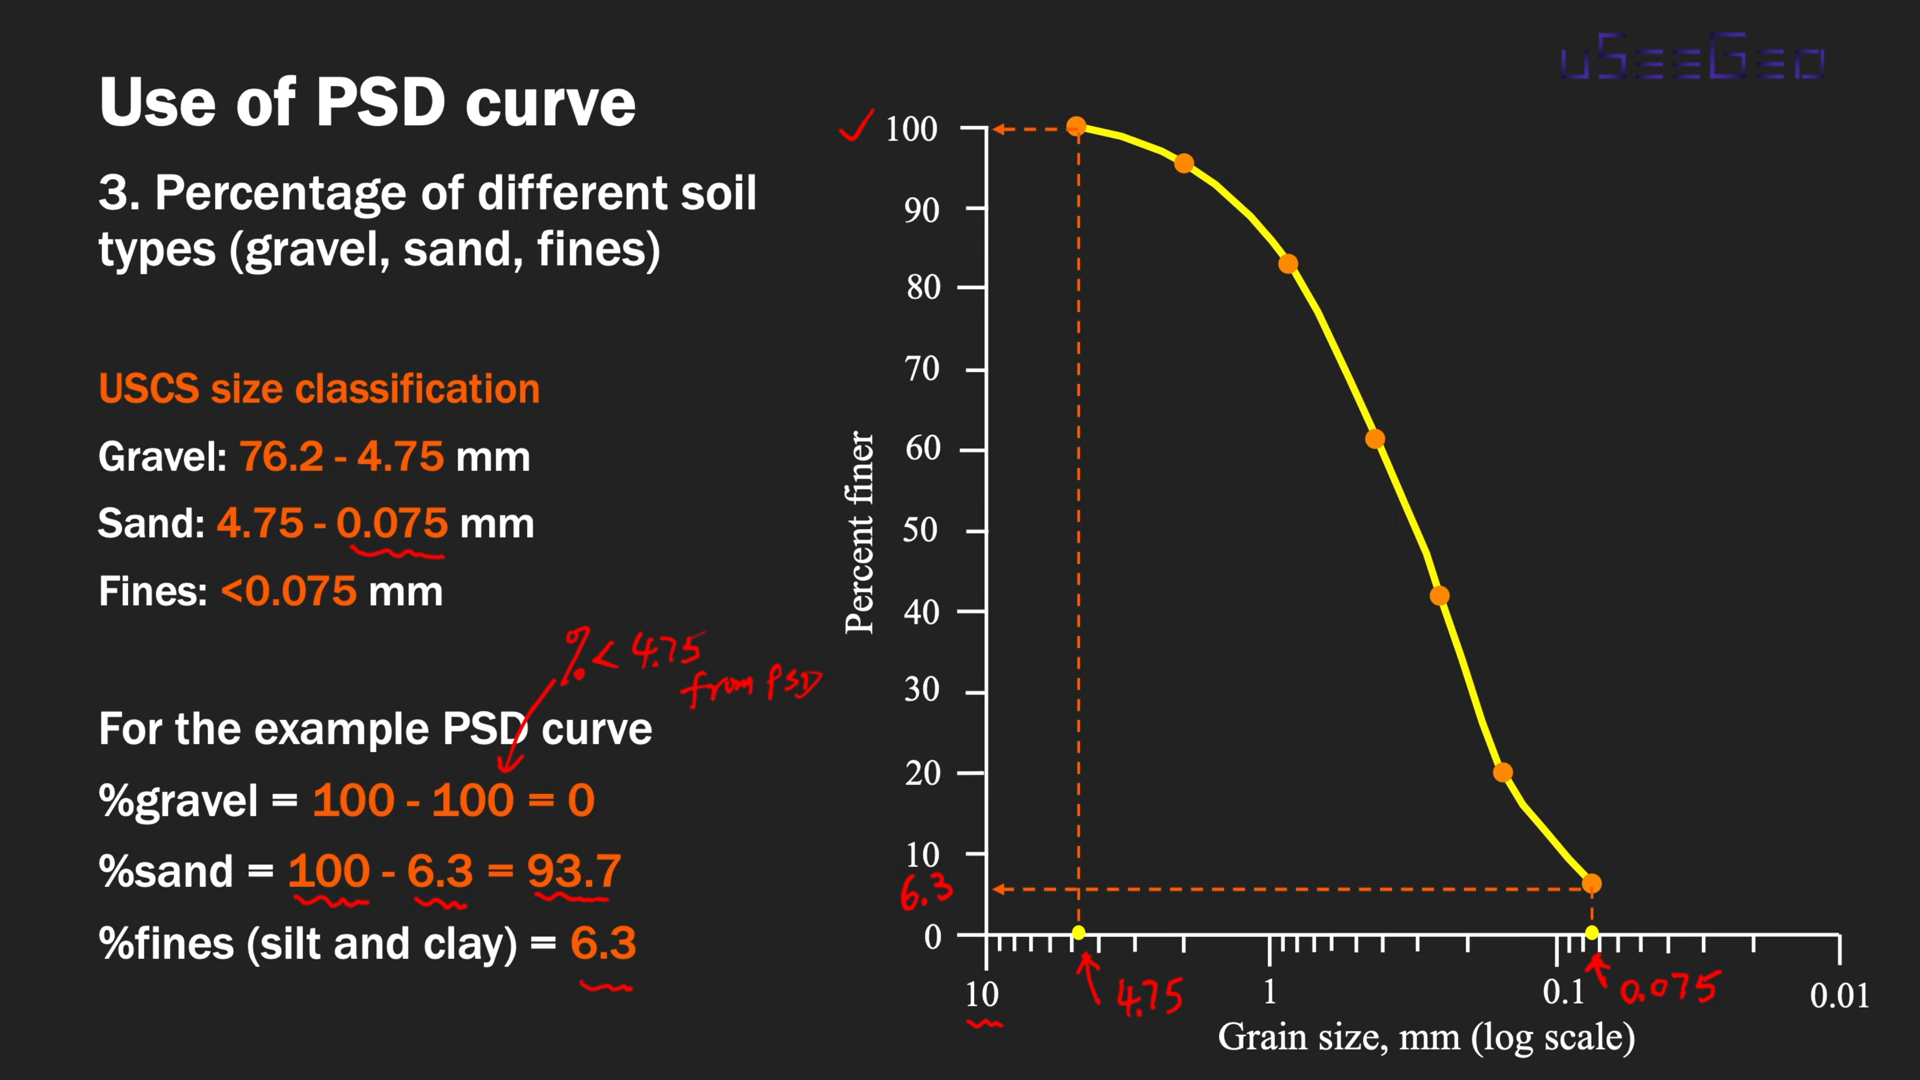 uSeeGeo
Use of PSD curve
3. Percentage of different soil
types (gravel, sand, fines)
USCS size classification
Gravel: 76.2 - 4.75 mm
Sand: 4.75 - 0.075 mm
Fines: <0.075 mm
% < 4.75
from PSD
For the example PSD curve
%gravel = 100 - 100 = 0
%sand = 100 - 6.3 = 93.7
%fines (silt and clay) = 6.3
Percent finer
100
90
80
70
60
50
40
30
20
10
6.3
0
10
4.75
1
0.1
0.075
0.01
Grain size, mm (log scale)